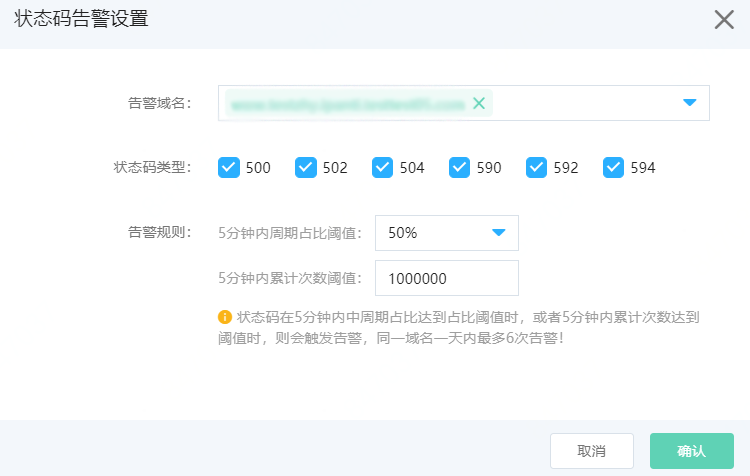 状态码告警设置
告警域名:
状态码类型: 500 502 504 590 592 594
告警规则: 5分钟内周期占比阈值: 50%
5分钟内累计次数阈值: 1000000
状态码在5分钟内中周期占比达到占比阈值时，或者5分钟内累计次数达到
阈值时，则会触发告警，同一域名一天内最多6次告警！
取消 确认